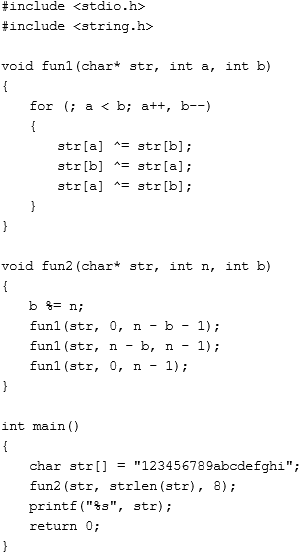 #include <stdio.h>
#include <string.h>

void fun1(char* str, int a, int b)
{
    for (; a < b; a++, b--)
    {
        str[a] ^= str[b];
        str[b] ^= str[a];
        str[a] ^= str[b];
    }
}

void fun2(char* str, int n, int b)
{
    b %= n;
    fun1(str, 0, n - b - 1);
    fun1(str, n - b, n - 1);
    fun1(str, 0, n - 1);
}

int main()
{
    char str[] = "123456789abcdefghi";
    fun2(str, strlen(str), 8);
    printf("%s", str);
    return 0;
}